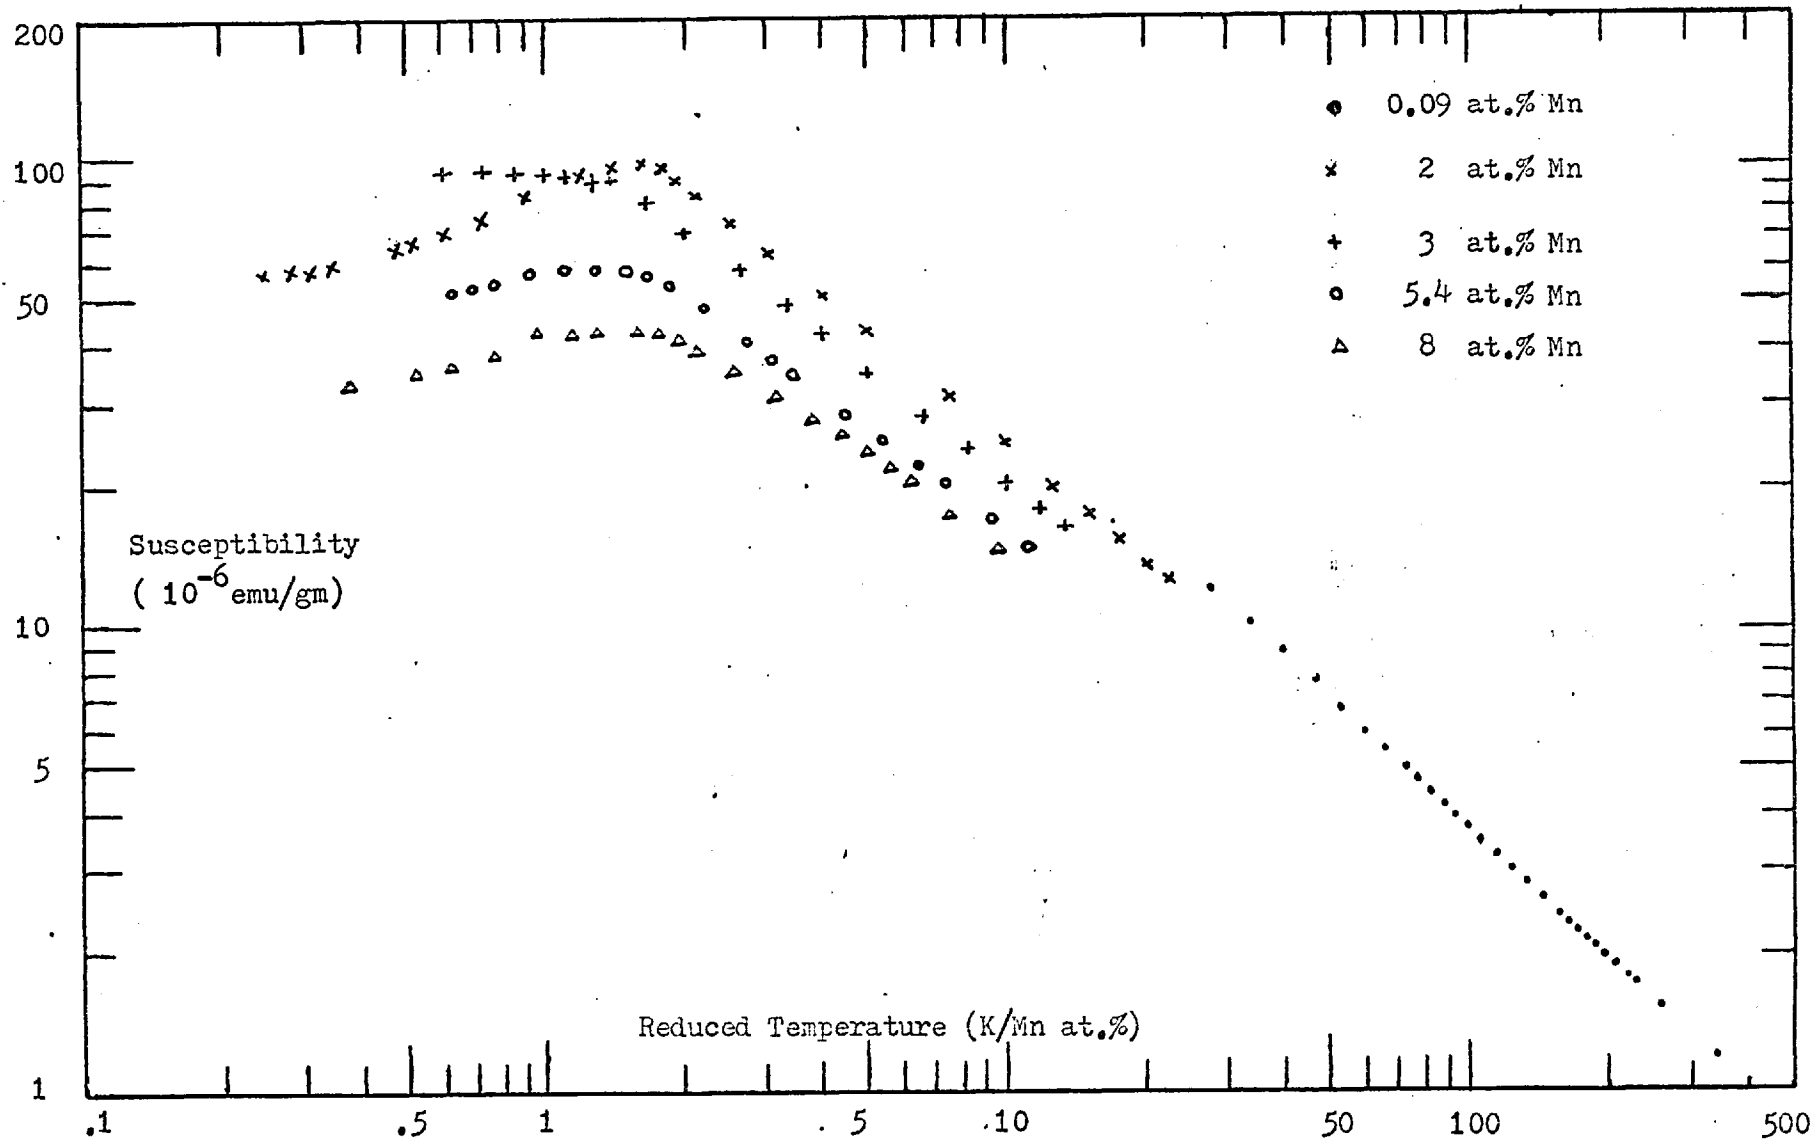 200
100
50
10
5
1
0.09 at.% Mn
2 at.% Mn
3 at.% Mn
5.4 at.% Mn
8 at.% Mn
Susceptibility
( 10-6 emu/gm)
Reduced Temperature (K/Mn at.%)
.1 .5 1 .5 .10 50 100 500